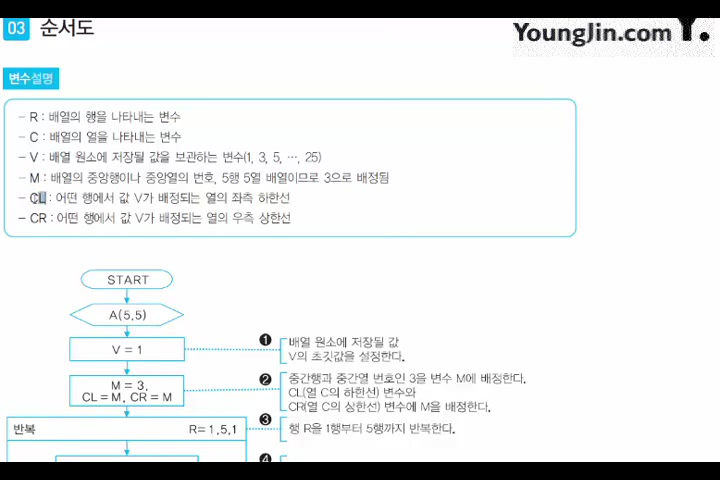 03 순서도
YoungJin.com Y.
변수설명
- R : 배열의 행을 나타내는 변수
- C : 배열의 열을 나타내는 변수
- V : 배열 원소에 저장될 값을 보관하는 변수(1, 3, 5, …, 25)
- M : 배열의 중앙행이나 중앙열의 번호, 5행 5열 배열이므로 3으로 배정됨
- CL : 어떤 행에서 값 V가 배정되는 열의 좌측 하한선
- CR : 어떤 행에서 값 V가 배정되는 열의 우측 상한선
START
A(5,5)
V = 1
❶ 배열 원소에 저장될 값
V의 초깃값을 설정한다.
M = 3,
CL = M, CR = M
❷ 중간행과 중간열 번호인 3을 변수 M에 배정한다.
CL(열 C의 하한선) 변수와
CR(열 C의 상한선) 변수에 M을 배정한다.
반복 R = 1,5,1
❸ 행 R을 1행부터 5행까지 반복한다.
❹